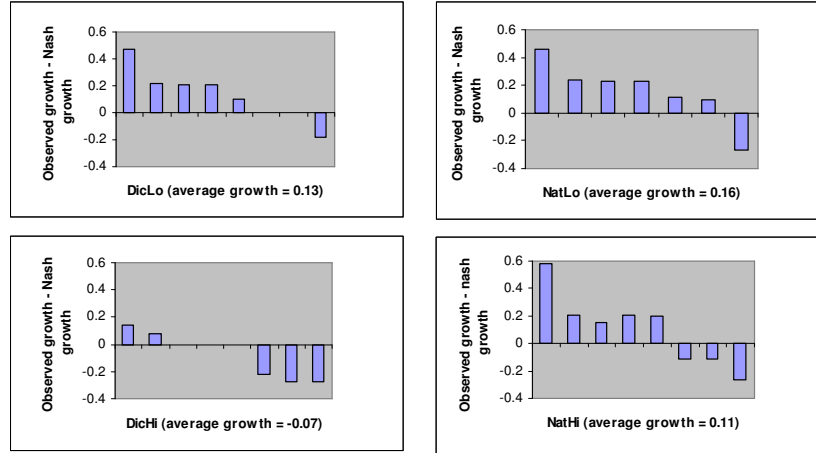 Observed growth - Nash
growth
0.6
0.4
0.2
0
-0.2
-0.4
DicLo (average growth = 0.13)
Observed growth - Nash
growth
0.6
0.4
0.2
0
-0.2
-0.4
NatLo (average growth = 0.16)
Observed growth - Nash
growth
0.6
0.4
0.2
0
-0.2
-0.4
DicHi (average growth = -0.07)
Observed growth - nash
growth
0.6
0.4
0.2
0
-0.2
-0.4
NatHi (average growth = 0.11)